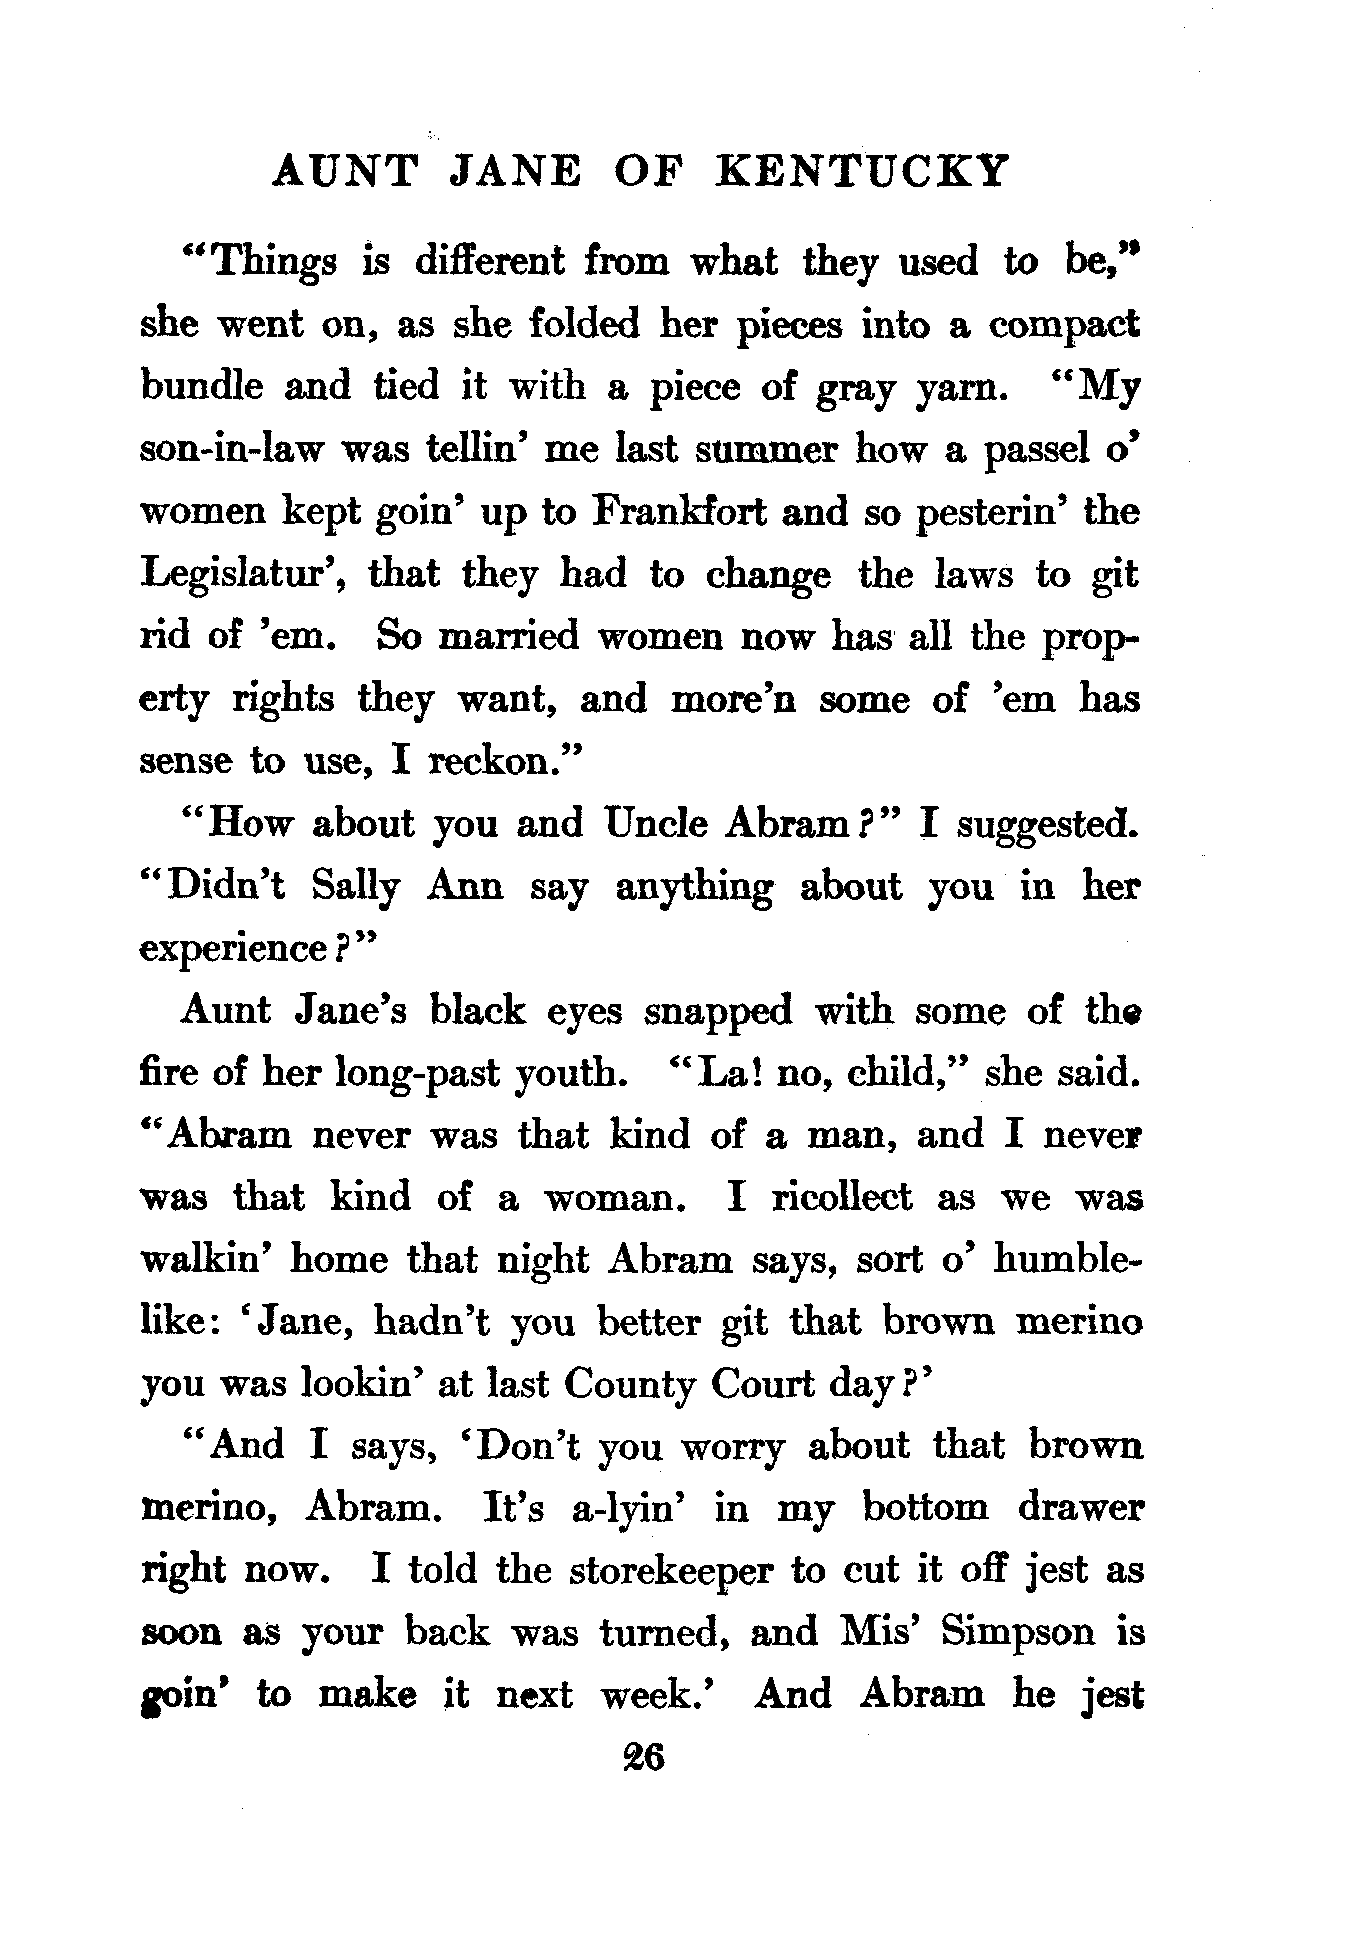 AUNT JANE OF KENTUCKY
“Things is different from what they used to be,”
she went on, as she folded her pieces into a compact
bundle and tied it with a piece of gray yarn. “My
son-in-law was tellin’ me last summer how a passel o’
women kept goin’ up to Frankfort and so pesterin’ the
Legislatur’, that they had to change the laws to git
rid of ’em. So married women now has all the prop-
erty rights they want, and more’n some of ’em has
sense to use, I reckon.”
“How about you and Uncle Abram?” I suggested.
“Didn’t Sally Ann say anything about you in her
experience?”
Aunt Jane’s black eyes snapped with some of the
fire of her long-past youth. “La! no, child,” she said.
“Abram never was that kind of a man, and I never
was that kind of a woman. I ricollect as we was
walkin’ home that night Abram says, sort o’ humble-
like: ‘Jane, hadn’t you better git that brown merino
you was lookin’ at last County Court day?’
“And I says, ‘Don’t you worry about that brown
merino, Abram. It’s a-lyin’ in my bottom drawer
right now. I told the storekeeper to cut it off jest as
soon as your back was turned, and Mis’ Simpson is
goin’ to make it next week.’ And Abram he jest
26